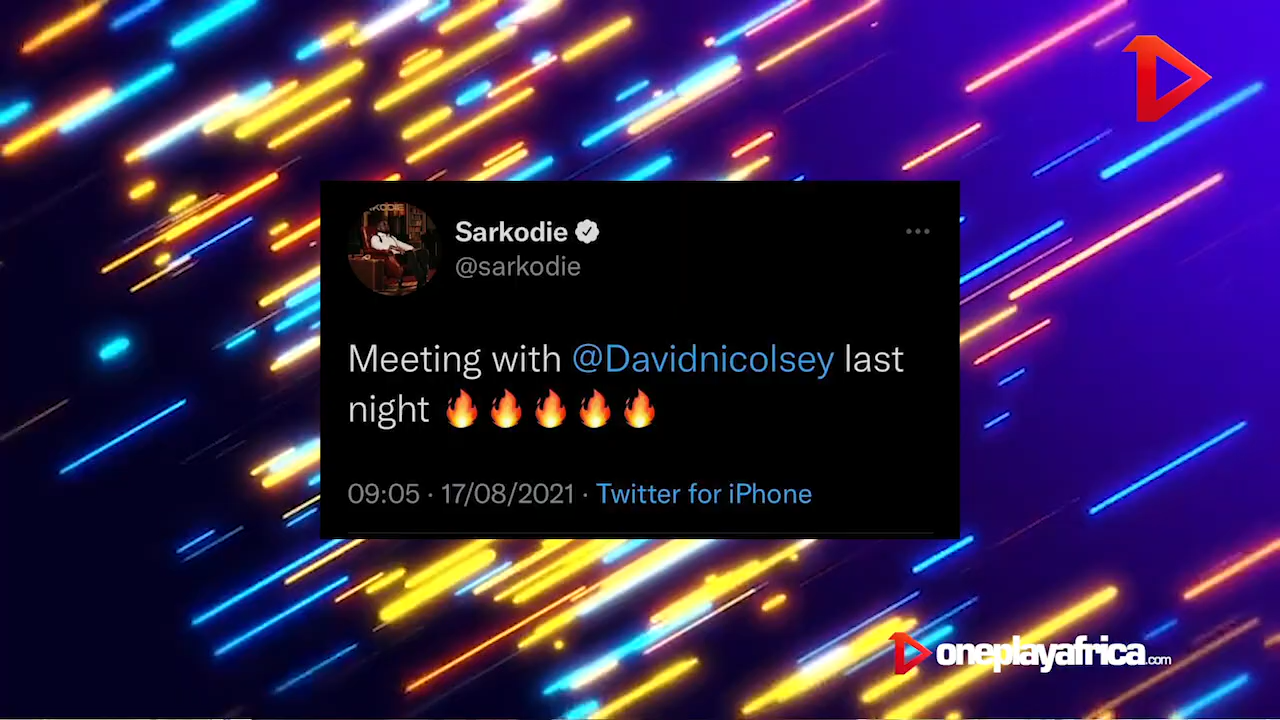 Sarkodie
@sarkodie
Meeting with @Davidnicolsey last
night 🔥🔥🔥🔥🔥
09:05 · 17/08/2021 · Twitter for iPhone
oneplayafrica.com